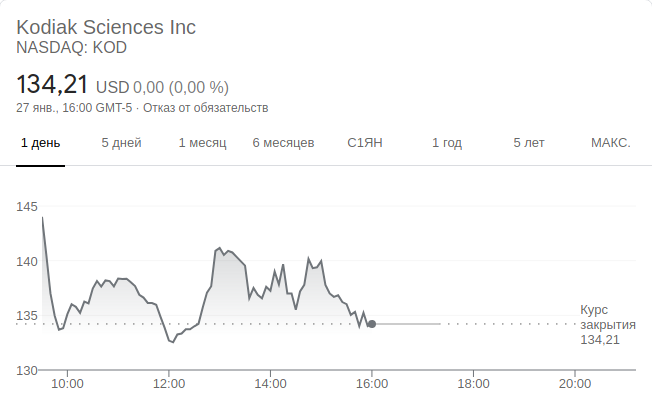 Kodiak Sciences Inc
NASDAQ: KOD
134,21 USD 0,00 (0,00 %)
27 янв., 16:00 GMT-5 · Отказ от обязательств
1 день 5 дней 1 месяц 6 месяцев С1ЯН 1 год 5 лет МАКС.
145
140
135
130
Курс
закрытия
134,21
10:00 12:00 14:00 16:00 18:00 20:00